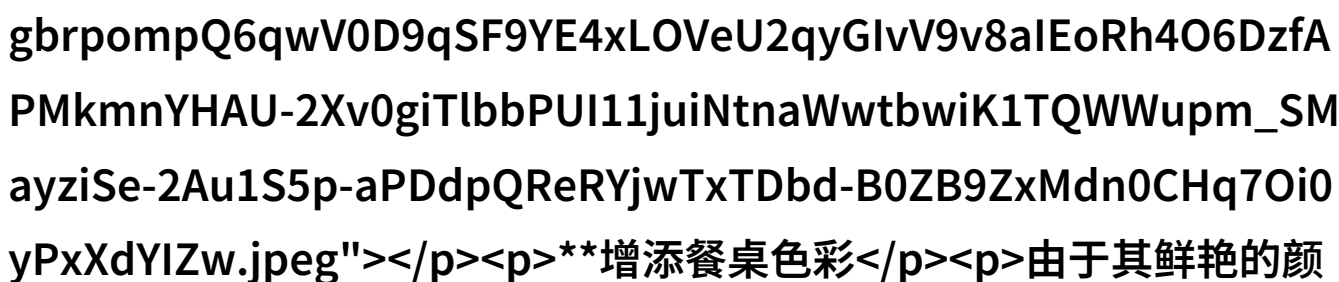 gbrpompQ6qwV0D9qSF9YE4xLOVeU2qyGIvV9v8aIEoRh4O6DzfA
PMkmnYHAU-2Xv0giTlbbPUI11juiNtnaWwtbwiK1TQWWupm_SM
ayziSe-2Au1S5p-aPDdpQReRYjwTxTDbd-B0ZB9ZxMdn0CHq7Oi0
yPxXdYIZw.jpeg"></p><p>**增添餐桌色彩</p><p>由于其鲜艳的颜